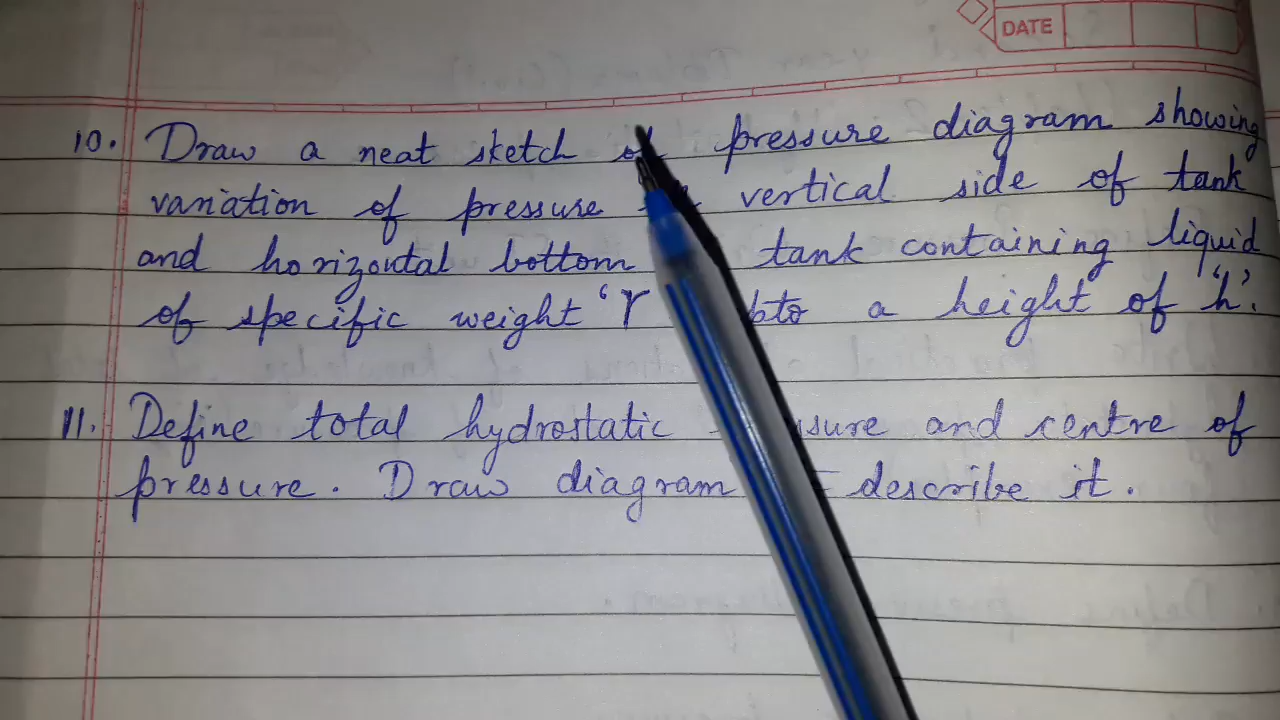 DATE
10. Draw a neat sketch of pressure diagram showing
variation of pressure vertical side of tank
and horizontal bottom tank containing liquid
of specific weight 'γ upto a height of 'h'.
11. Define total hydrostatic and centre of
pressure. Draw diagram describe it.